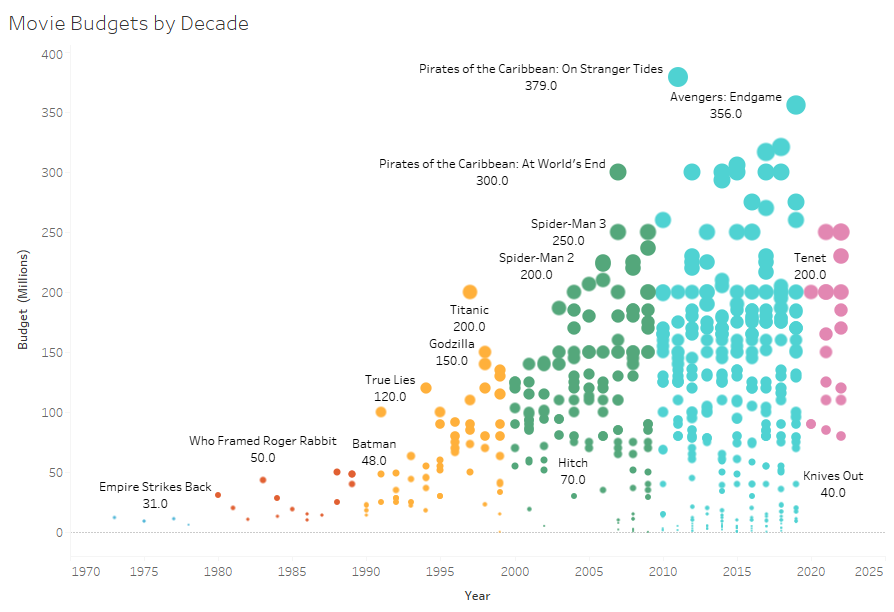 Movie Budgets by Decade
400
Pirates of the Caribbean: On Stranger Tides
379.0
Avengers: Endgame
356.0
350
Pirates of the Caribbean: At World's End
300.0
300
Spider-Man 3
250.0
250
Spider-Man 2
200.0
Tenet
200.0
200
Titanic
200.0
Godzilla
150.0
150
True Lies
120.0
100
Who Framed Roger Rabbit
50.0
Batman
48.0
Hitch
70.0
50
Knives Out
40.0
Empire Strikes Back
31.0
0
Budget (Millions)
1970 1975 1980 1985 1990 1995 2000 2005 2010 2015 2020 2025
Year